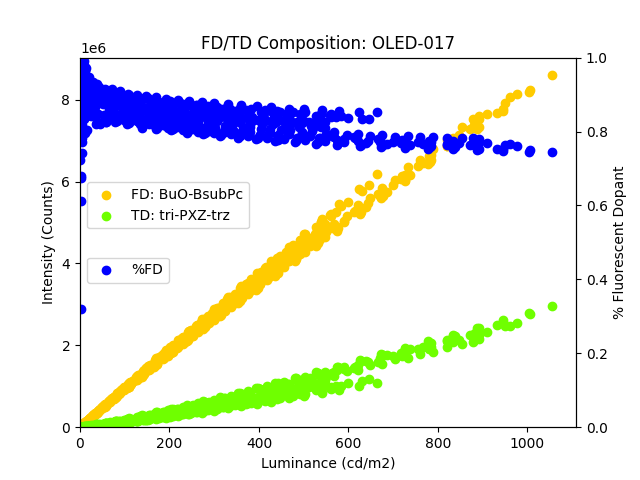 FD/TD Composition: OLED-017
1e6
8
6
4
2
0
Intensity (Counts)
FD: BuO-BsubPc
TD: tri-PXZ-trz
%FD
1.0
0.8
0.6
0.4
0.2
0.0
% Fluorescent Dopant
0 200 400 600 800 1000
Luminance (cd/m2)